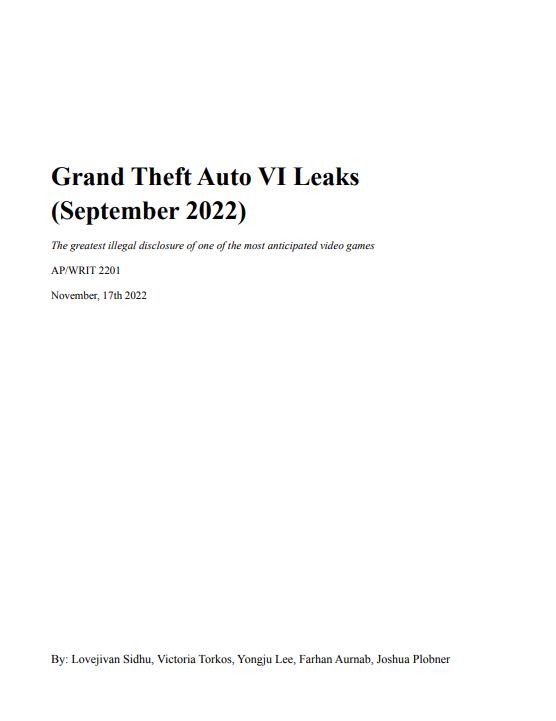 Grand Theft Auto VI Leaks
(September 2022)
The greatest illegal disclosure of one of the most anticipated video games
AP/WRIT 2201
November, 17th 2022
By: Lovejivan Sidhu, Victoria Torkos, Yongju Lee, Farhan Aurnab, Joshua Plobner